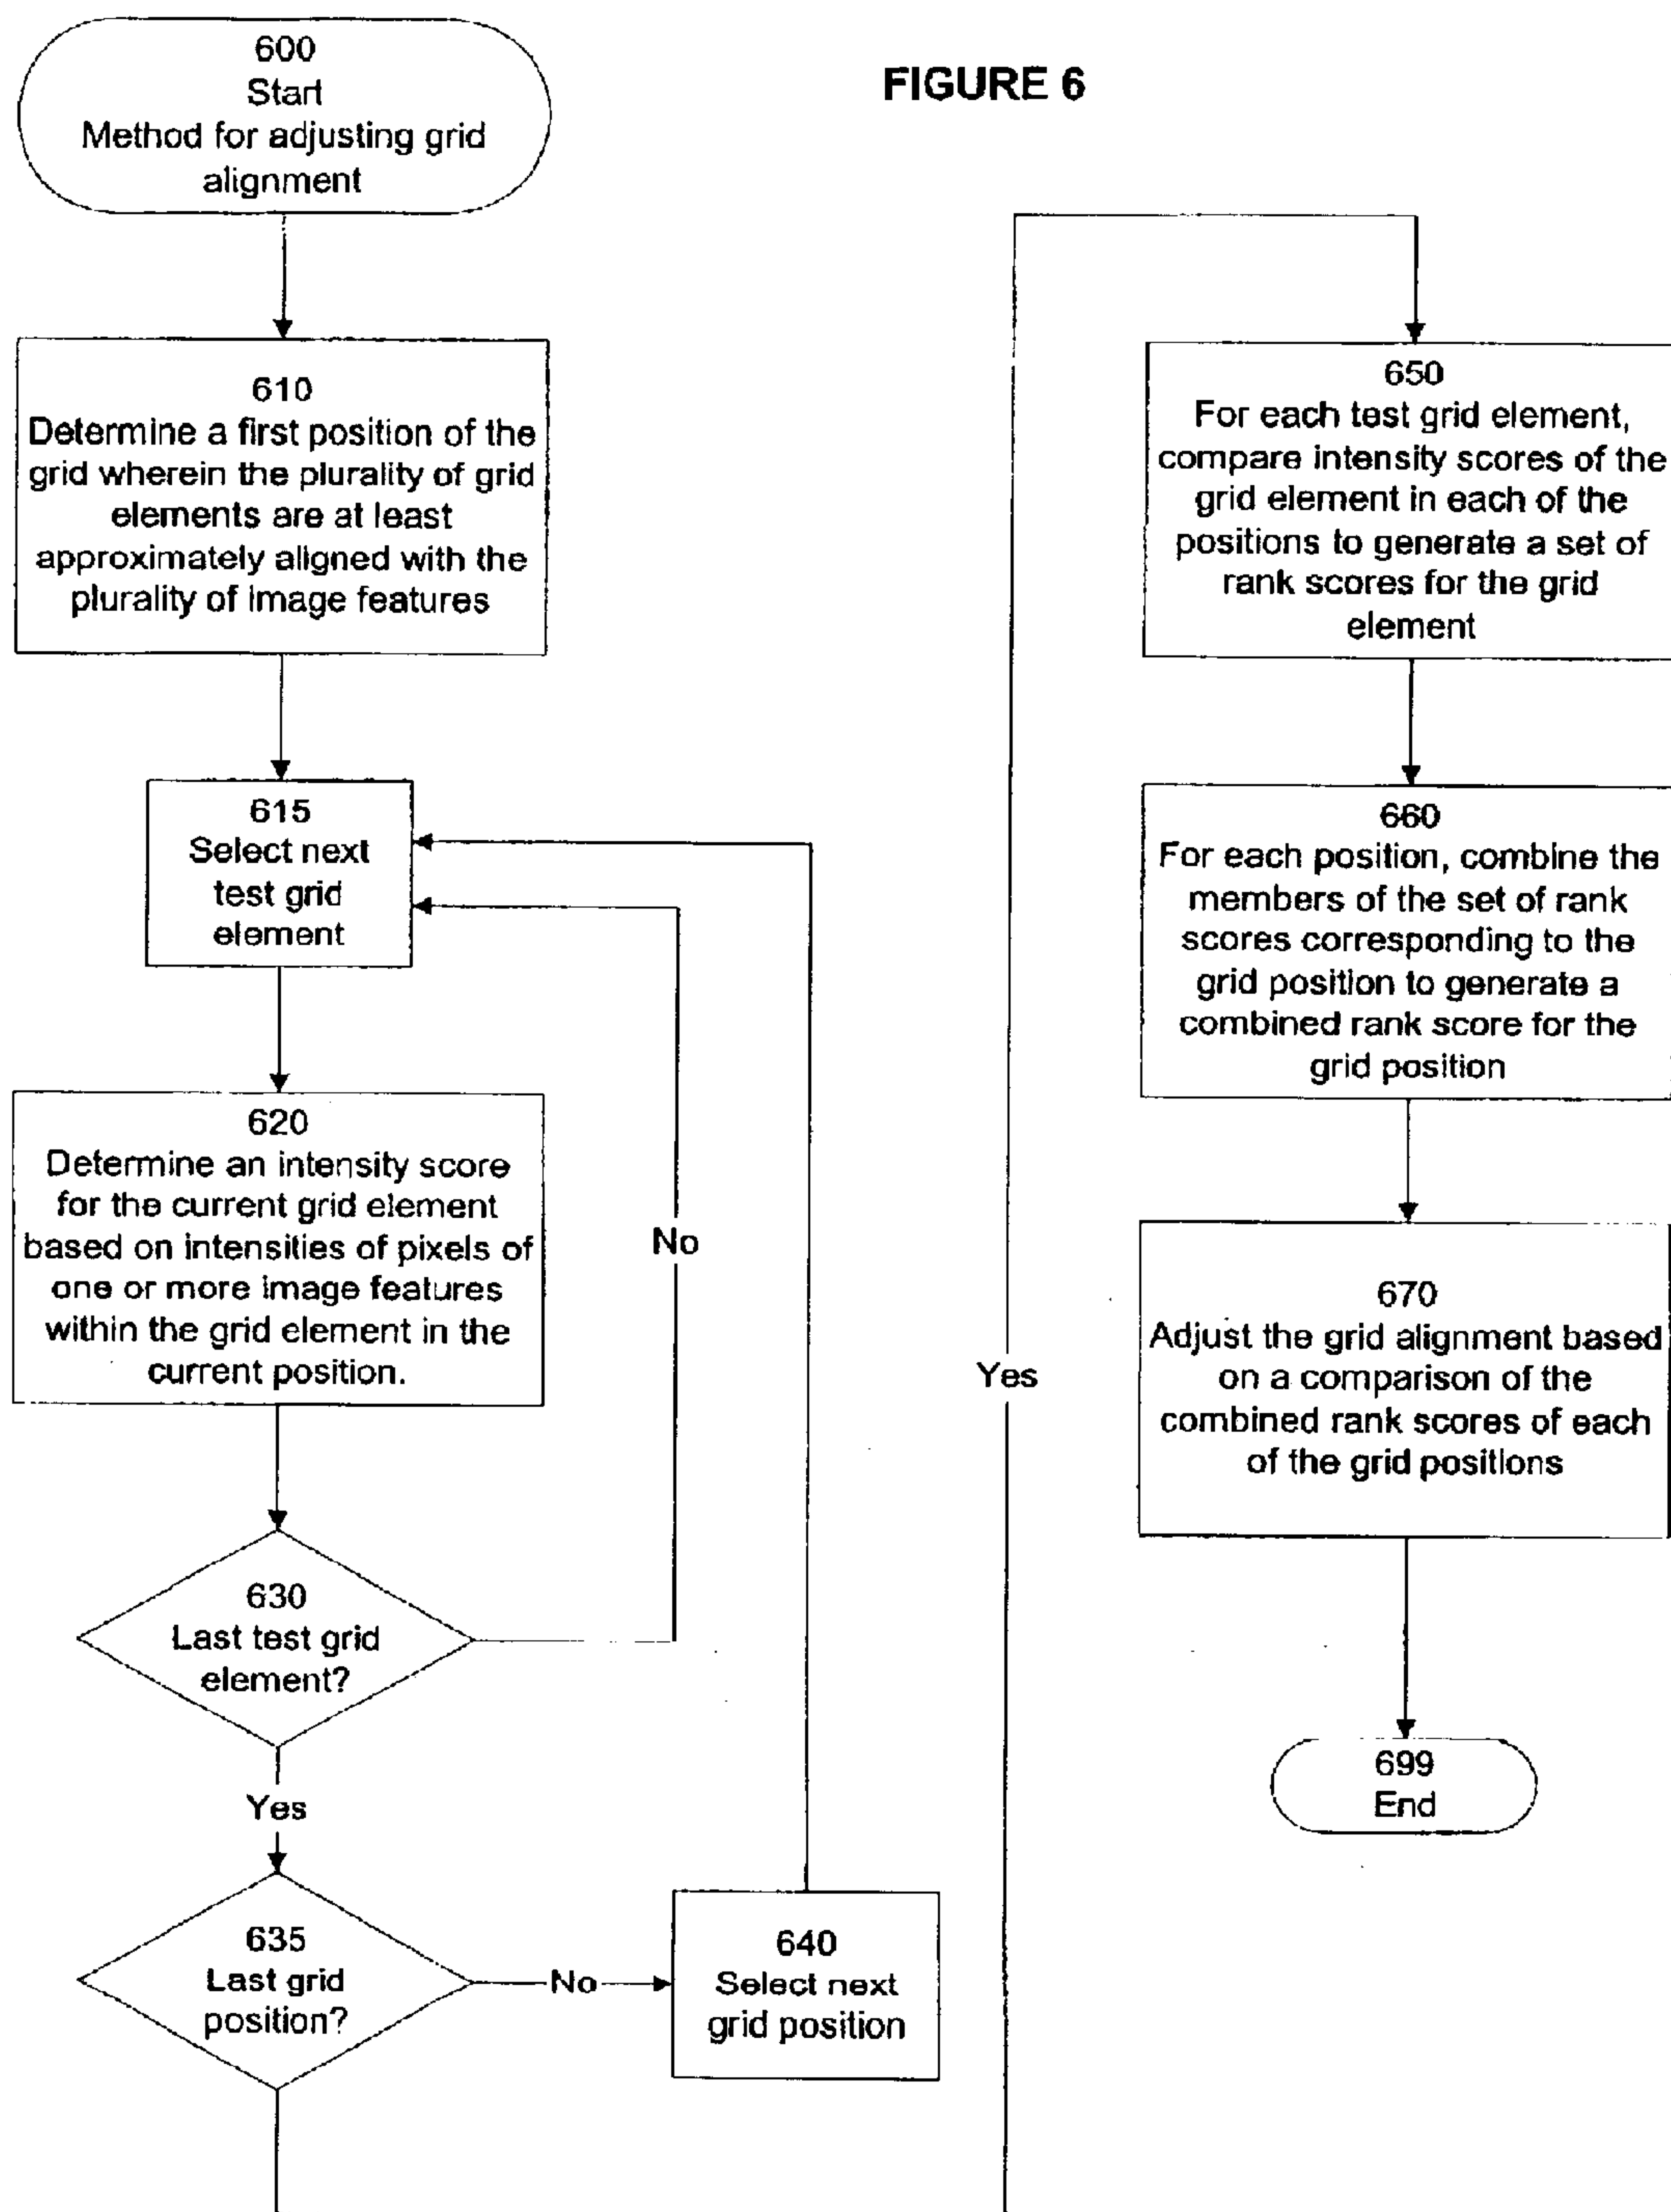 FIGURE 6
600
Start
Method for adjusting grid
alignment
610
Determine a first position of the
grid wherein the plurality of grid
elements are at least
approximately aligned with the
plurality of image features
615
Select next
test grid
element
620
Determine an intensity score
for the current grid element
based on intensities of pixels of
one or more image features
within the grid element in the
current position.
No
630
Last test grid
element?
Yes
635
Last grid
position?
No
640
Select next
grid position
Yes
650
For each test grid element,
compare intensity scores of the
grid element in each of the
positions to generate a set of
rank scores for the grid
element
660
For each position, combine the
members of the set of rank
scores corresponding to the
grid position to generate a
combined rank score for the
grid position
670
Adjust the grid alignment based
on a comparison of the
combined rank scores of each
of the grid positions
699
End